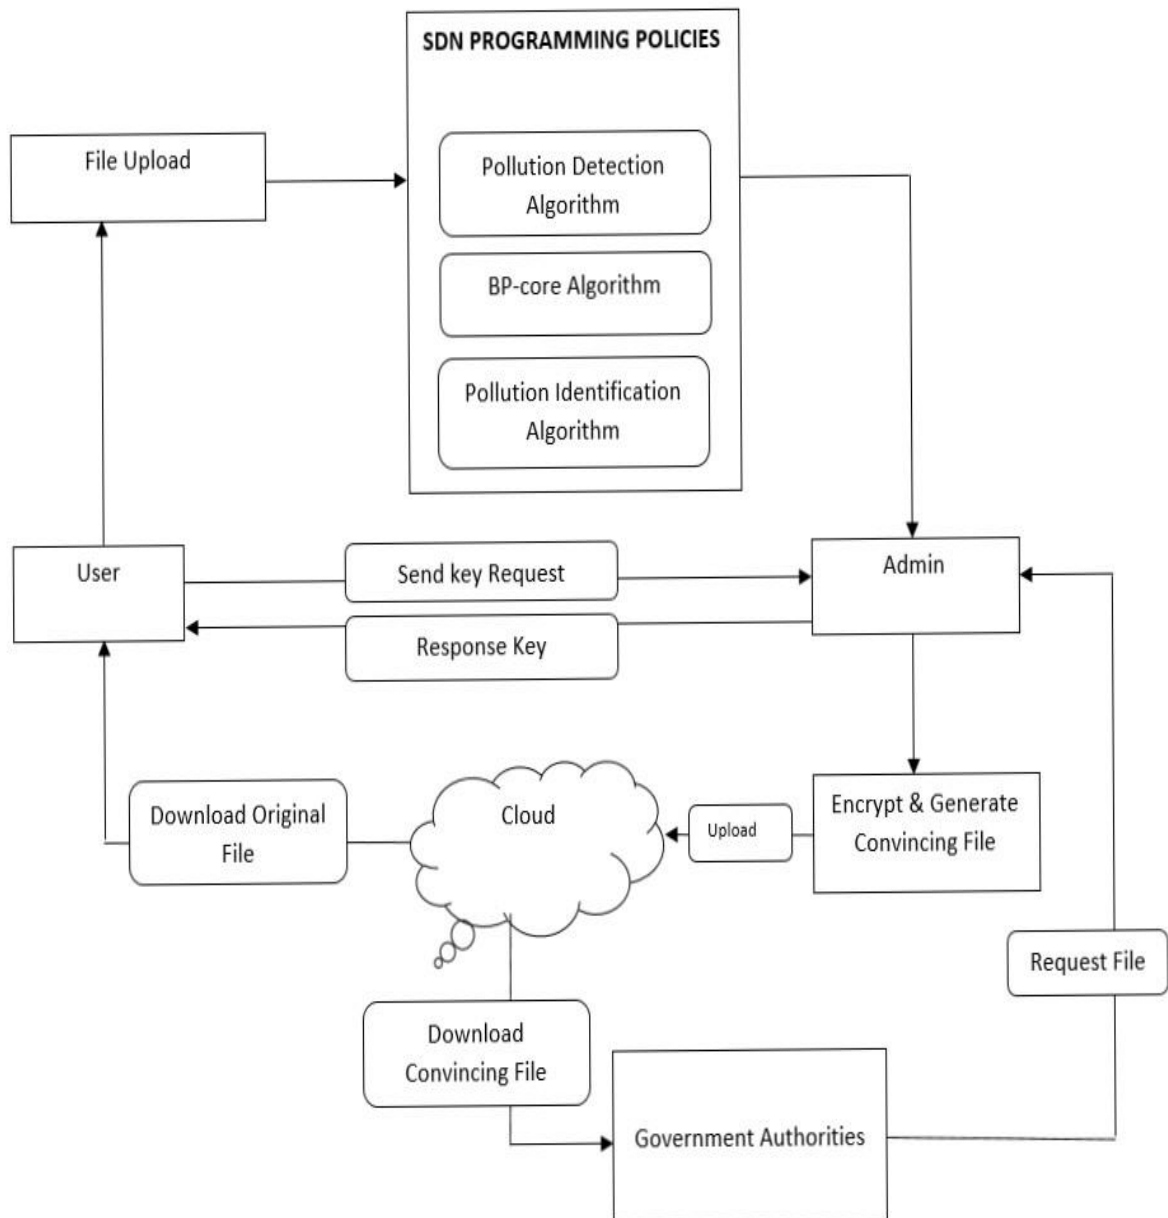 SDN PROGRAMMING POLICIES
File Upload
Pollution Detection
Algorithm
BP-core Algorithm
Pollution Identification
Algorithm
User
Send key Request
Admin
Response Key
Download Original
File
Cloud
Upload
Encrypt & Generate
Convincing File
Request File
Download
Convincing File
Government Authorities